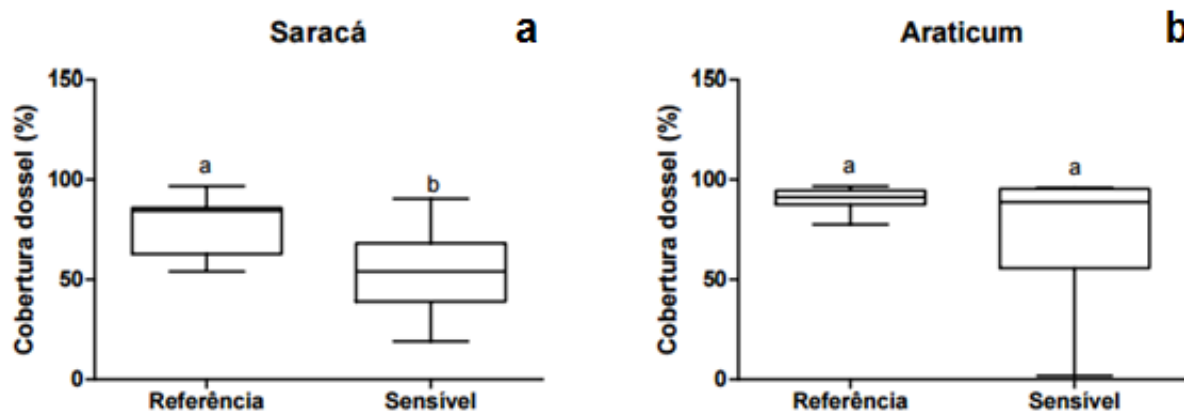 Saracá
a
Cobertura dossel (%)
150
100
50
0
a
b
Referência
Sensível
Araticum
b
Cobertura dossel (%)
150
100
50
0
a
a
Referência
Sensível